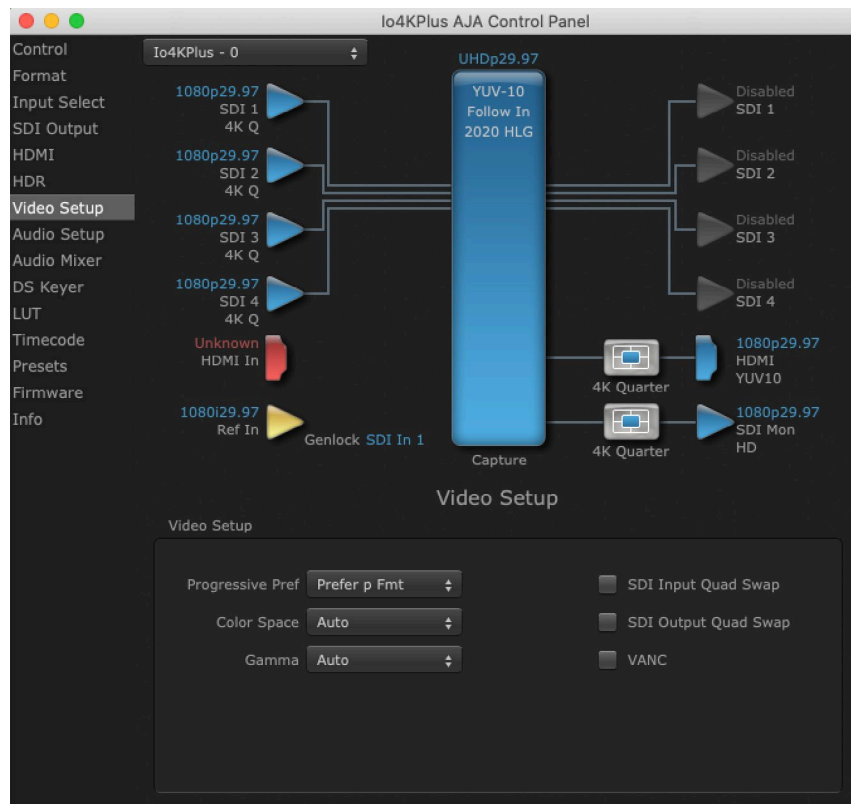 Io4KPlus AJA Control Panel
Control
Format
Input Select
SDI Output
HDMI
HDR
Video Setup
Audio Setup
Audio Mixer
DS Keyer
LUT
Timecode
Presets
Firmware
Info
Io4KPlus - 0
UHDp29.97
YUV-10
Follow In
2020 HLG
Capture
1080p29.97
SDI 1
4K Q
1080p29.97
SDI 2
4K Q
1080p29.97
SDI 3
4K Q
1080p29.97
SDI 4
4K Q
Unknown
HDMI In
1080i29.97
Ref In
Genlock SDI In 1
Disabled
SDI 1
Disabled
SDI 2
Disabled
SDI 3
Disabled
SDI 4
4K Quarter
1080p29.97
HDMI
YUV10
4K Quarter
1080p29.97
SDI Mon
HD
Video Setup
Video Setup
Progressive Pref Prefer p Fmt
Color Space Auto
Gamma Auto
SDI Input Quad Swap
SDI Output Quad Swap
VANC